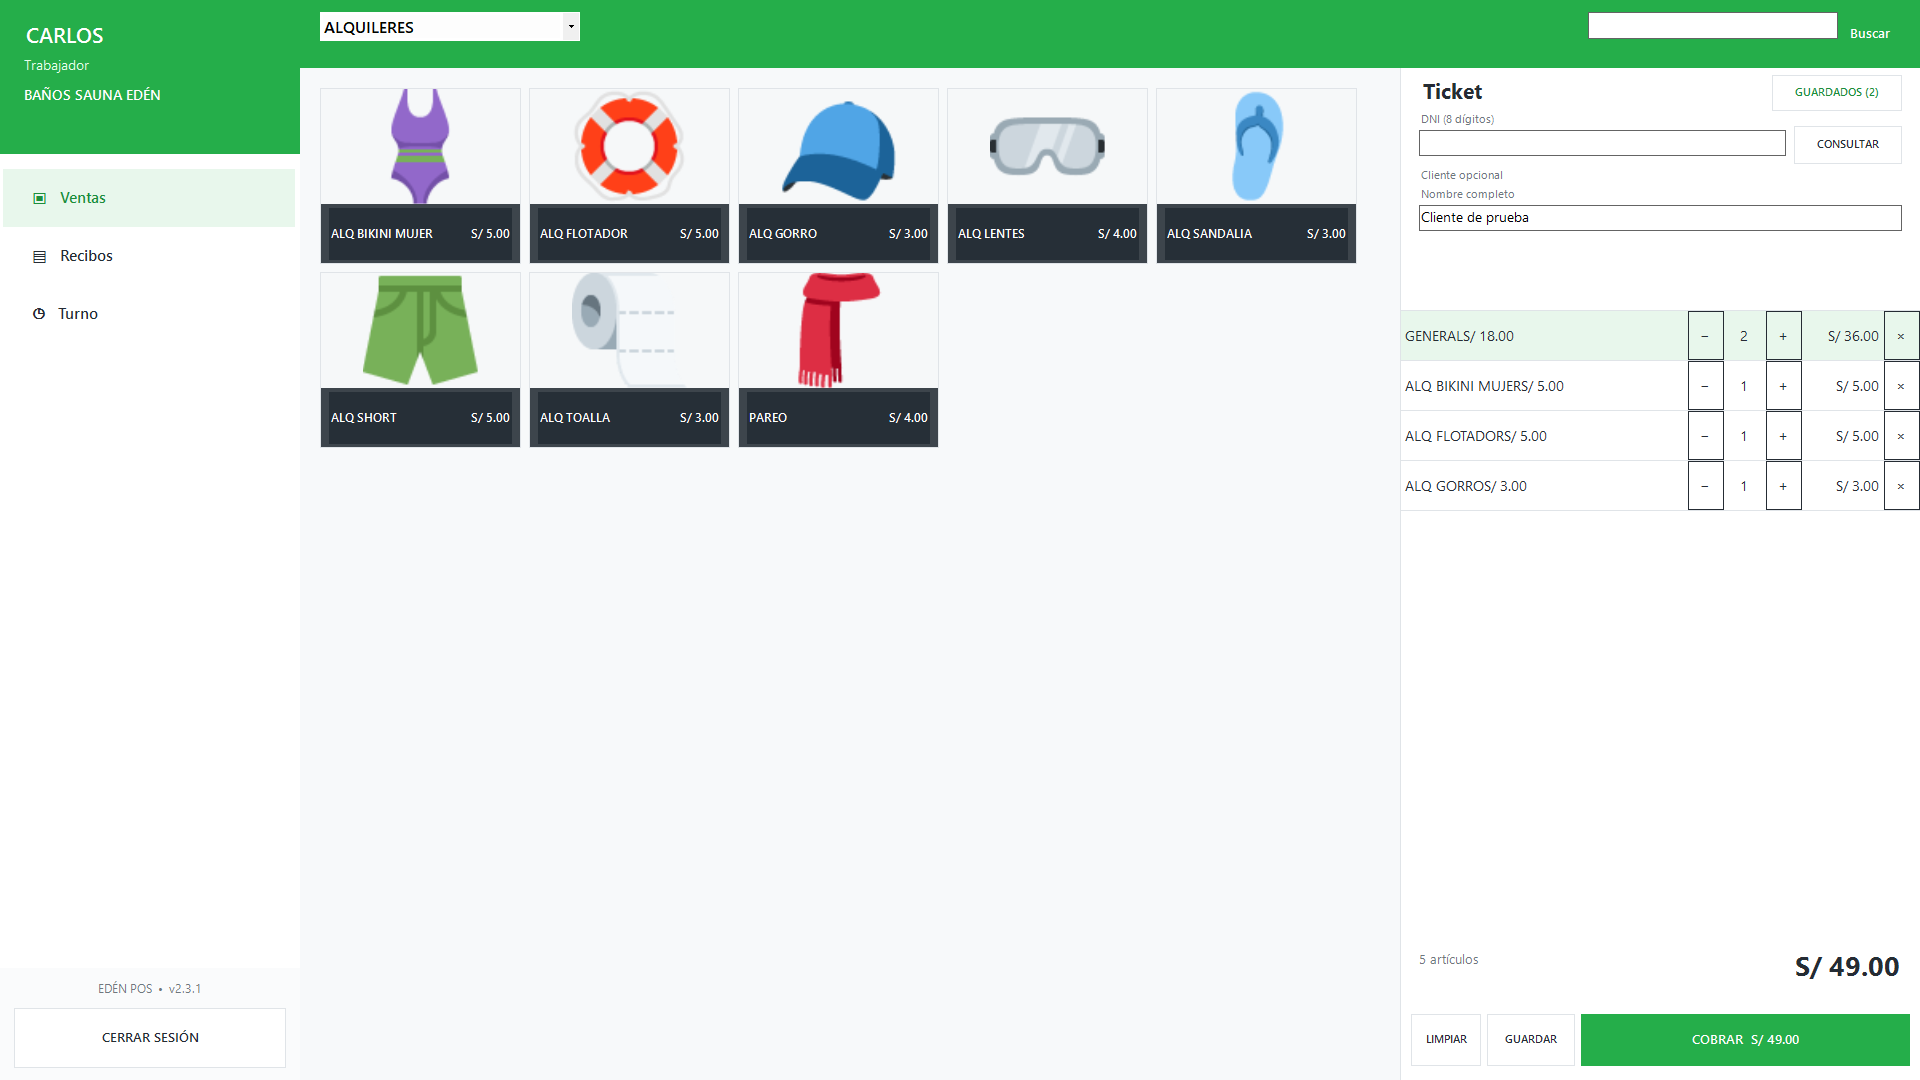 CARLOS
Trabajador
BAÑOS SAUNA EDÉN
Ventas
Recibos
Turno
EDÉN POS • v2.3.1
CERRAR SESIÓN
ALQUILERES
Buscar
ALQ BIKINI MUJER S/ 5.00
ALQ FLOTADOR S/ 5.00
ALQ GORRO S/ 3.00
ALQ LENTES S/ 4.00
ALQ SANDALIA S/ 3.00
ALQ SHORT S/ 5.00
ALQ TOALLA S/ 3.00
PAREO S/ 4.00
Ticket
GUARDADOS (2)
DNI (8 dígitos)
CONSULTAR
Cliente opcional
Nombre completo
Cliente de prueba
GENERALS/ 18.00 − 2 + S/ 36.00 ×
ALQ BIKINI MUJERS/ 5.00 − 1 + S/ 5.00 ×
ALQ FLOTADORS/ 5.00 − 1 + S/ 5.00 ×
ALQ GORROS/ 3.00 − 1 + S/ 3.00 ×
5 artículos
S/ 49.00
LIMPIAR
GUARDAR
COBRAR S/ 49.00